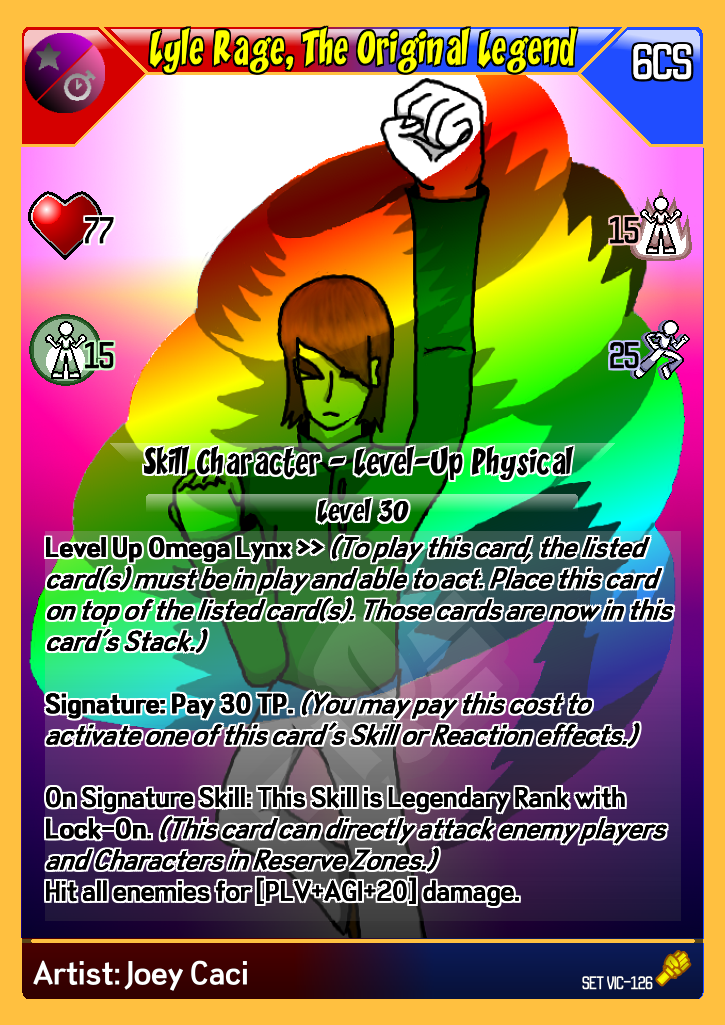 Lyle Rage, The Original Legend
6CS
77
15
15
25
Skill Character - Level-Up Physical
Level 30
Level Up Omega Lynx >> (To play this card, the listed
card(s) must be in play and able to act. Place this card
on top of the listed card(s). Those cards are now in this
card's Stack.)
Signature: Pay 30 TP. (You may pay this cost to
activate one of this card's Skill or Reaction effects.)
On Signature Skill: This Skill is Legendary Rank with
Lock-On. (This card can directly attack enemy players
and Characters in Reserve Zones.)
Hit all enemies for [PLV+AGI+20] damage.
Artist: Joey Caci
SET VIC-126